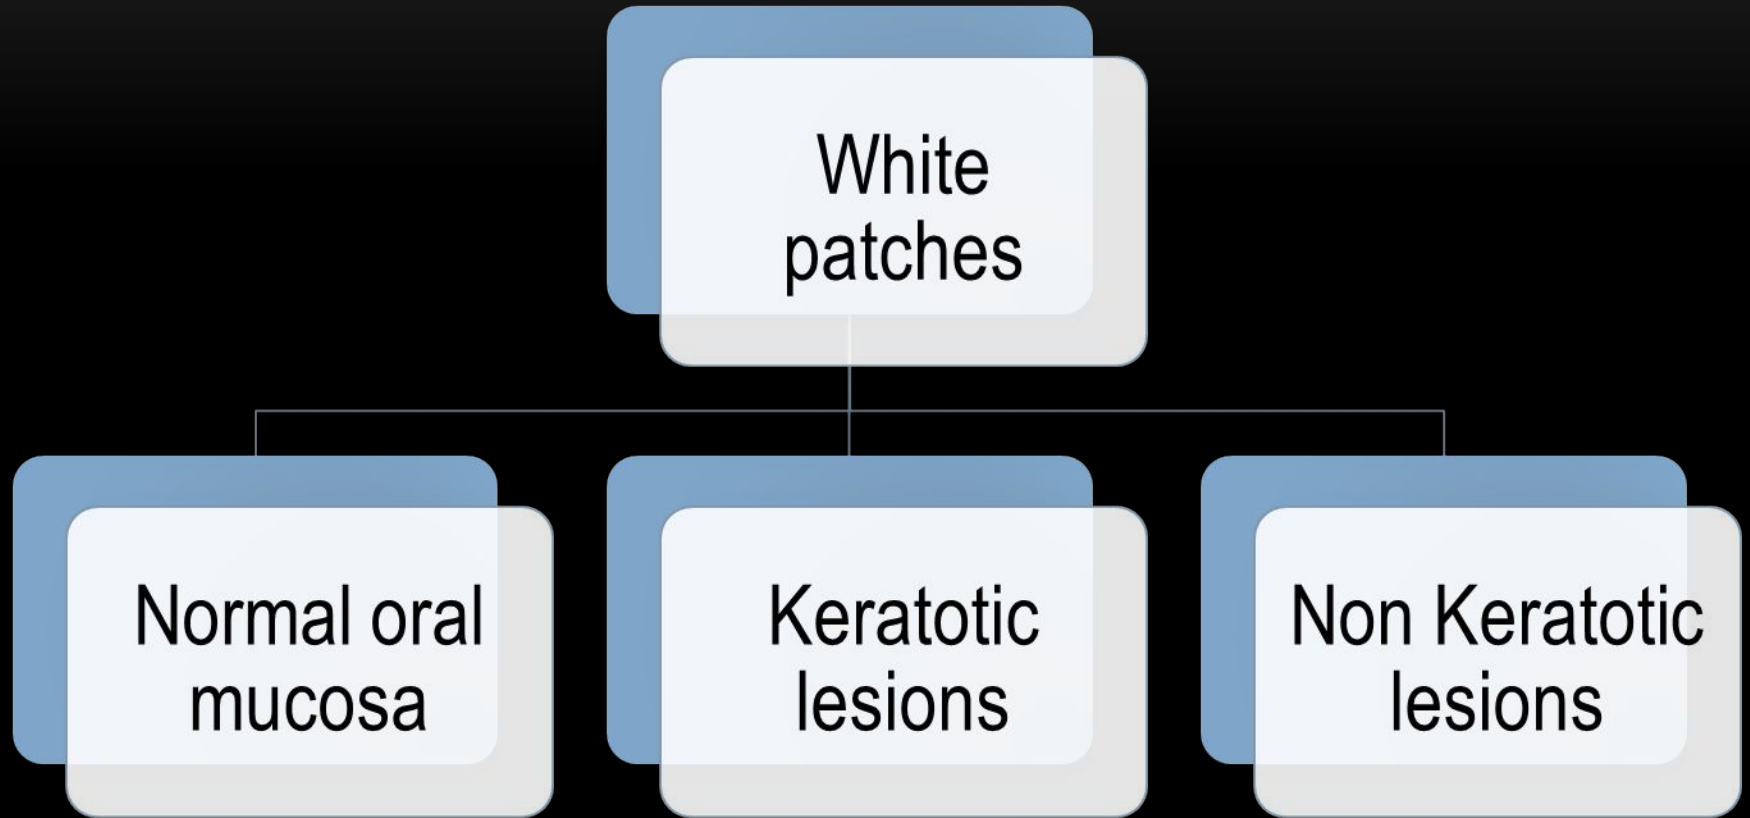 White
patches
Normal oral
mucosa
Keratotic
lesions
Non Keratotic
lesions